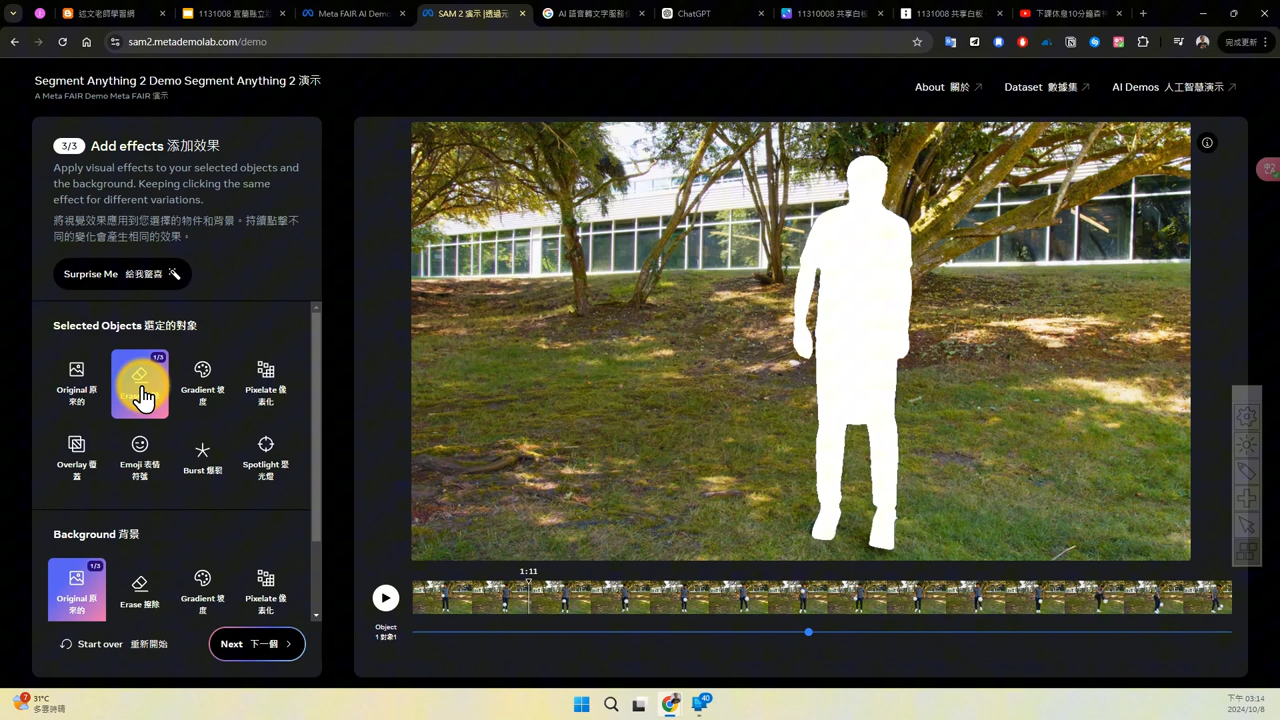 述文老師學習網
1131008 宜蘭縣立
Meta FAIR AI Demo
SAM 2 演示 |透過元
AI 語音轉文字服
ChatGPT
11310008 共享白板
1131008 共享白板
下課休息10分鐘森
sam2.metademolab.com/demo
完成更新
Segment Anything 2 Demo Segment Anything 2 演示
A Meta FAIR Demo Meta FAIR 演示
About 關於
Dataset 數據集
AI Demos 人工智慧演示
3/3 Add effects 添加效果
Apply visual effects to your selected objects and
the background. Keeping clicking the same
effect for different variations.
將視覺效果應用到您選擇的物件和背景。持續點擊不
同的變化會產生相同的效果。
Surprise Me 給我驚喜
Selected Objects 選定的對象
1/3
Original 原
來的
Gradient 坡
度
Pixelate 像
素化
Overlay 覆
蓋
Emoji 表情
符號
Burst 爆裂
Spotlight 聚
光燈
Background 背景
1/3
Original 原
來的
Erase 擦除
Gradient 坡
度
Pixelate 像
素化
Start over 重新開始
Next 下一個
1:11
Object
1 對象1
7
31°C
多雲時晴
40
下午 03:14
2024/10/8